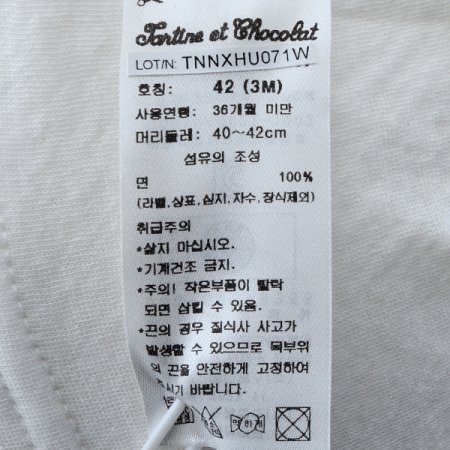 Tartine et Chocolat
LOT/N: TNNXHU071W
호칭: 42 (3M)
사용연령: 36개월 미만
머리둘레: 40~42cm
섬유의 조성
면 100%
(라벨,상표,심지,자수,장식제외)
취급주의
*삶지 마십시오.
*기계건조 금지.
*주의! 작은부품이 탈락
되면 삼킬 수 있음.
*끈의 경우 질식사 사고가
발생할 수 있으므로 목부위
의 끈을 안전하게 고정하여
주시기 바랍니다.
약하게